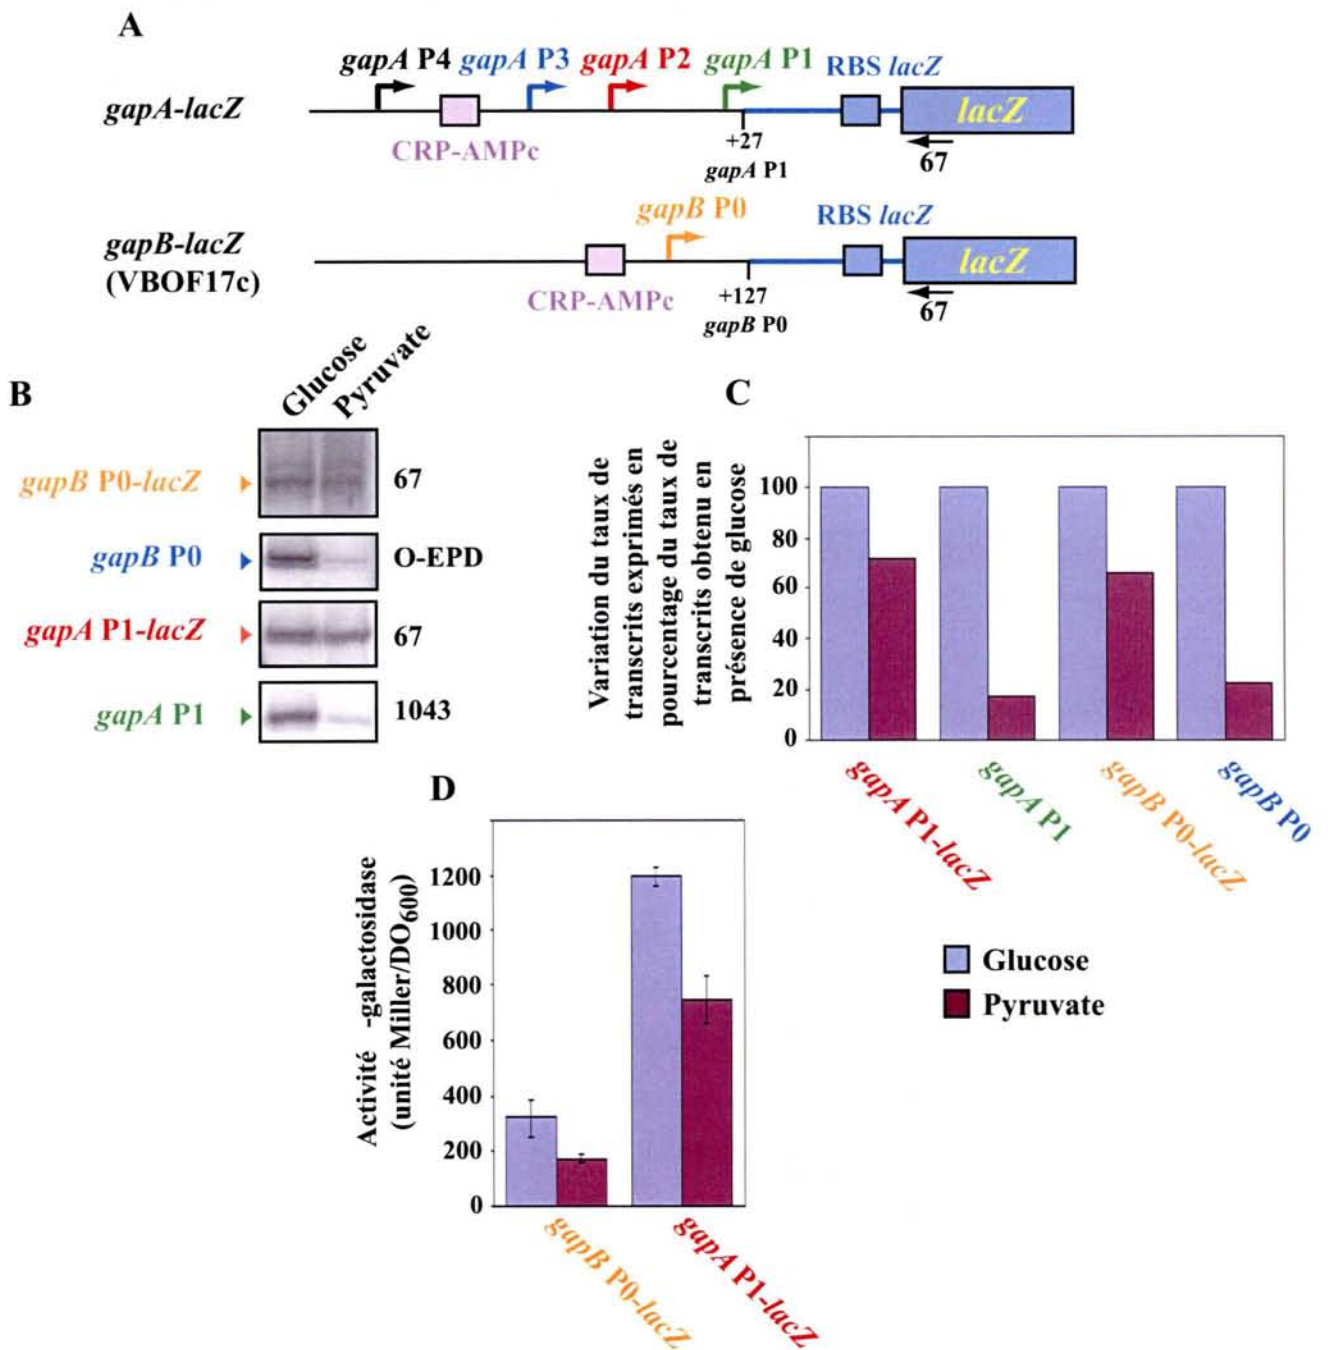 A
gapA P4 gapA P3 gapA P2 gapA P1 RBS lacZ
gapA-lacZ
lacZ
CRP-AMPc
+27
gapA P1
67
gapB P0
RBS lacZ
gapB-lacZ
(VBOF17c)
lacZ
CRP-AMPc
+127
gapB P0
67
B
Glucose
Pyruvate
gapB P0-lacZ
67
gapB P0
O-EPD
gapA P1-lacZ
67
gapA P1
1043
C
Variation du taux de
transcrits exprimés en
pourcentage du taux de
transcrits obtenu en
présence de glucose
100
80
60
40
20
0
gapA P1-lacZ
gapA P1
gapB P0-lacZ
gapB P0
D
Activité -galactosidase
(unité Miller/DO600)
1200
1000
800
600
400
200
0
gapB P0-lacZ
gapA P1-lacZ
Glucose
Pyruvate